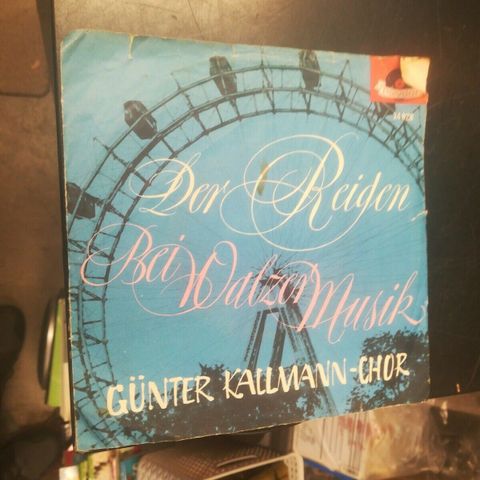 Der Reigen
Bei Walzer Musik
GÜNTER KALLMANN-CHOR